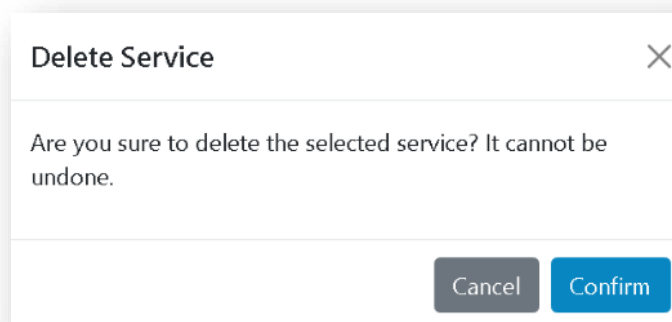 Delete Service
Are you sure to delete the selected service? It cannot be
undone.
Cancel Confirm